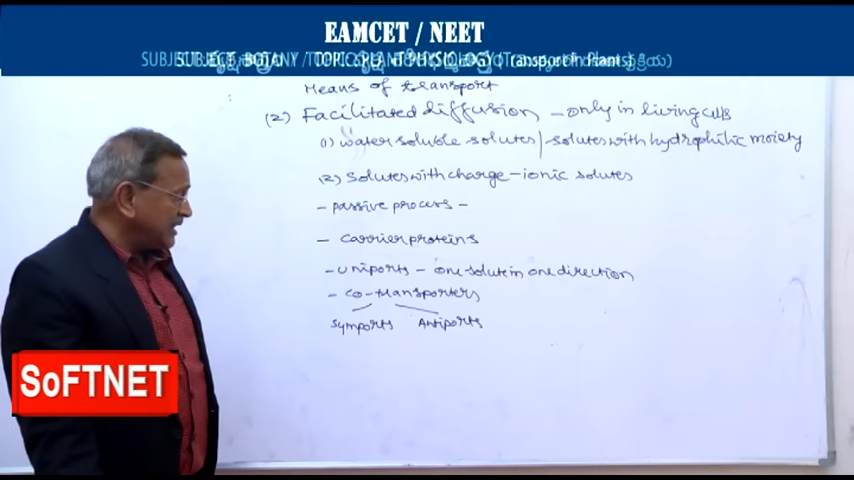 EAMCET / NEET
Means of transport
(2) Facilitated diffusion - only in living cells
(1) water soluble solutes / solutes with hydrophilic moiety
(2) solutes with charge - ionic solutes
- passive process -
- carrier proteins
- uniports - one solute in one direction
- co-transporters
symports Antiports
SoFTNET